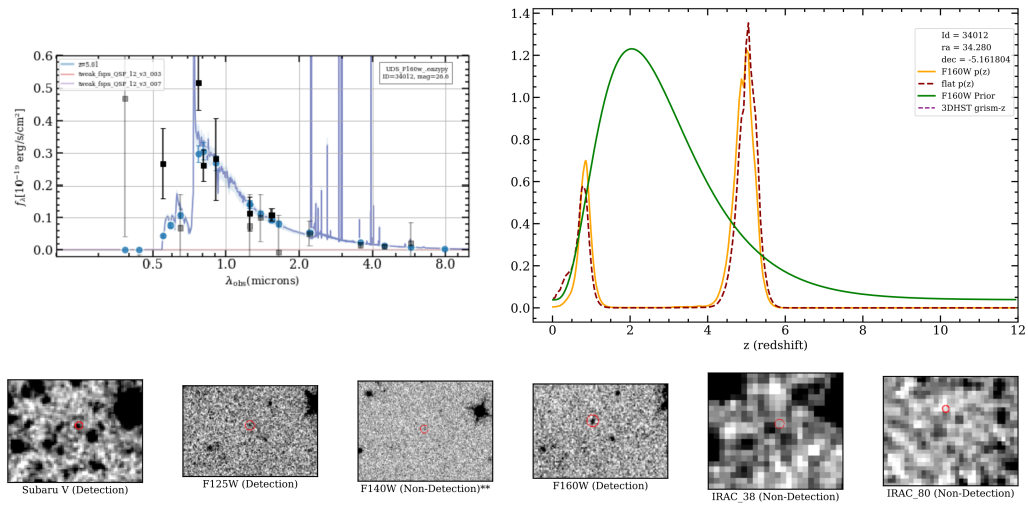 0.6
0.5
0.4
0.3
0.2
0.1
0.0
fλ[10⁻¹⁹ erg/s/cm²]
z=5.01
tweak_fsps_QSF_12_v3_003
tweak_fsps_QSF_12_v3_007
UDS_F160w_.eazypy
ID=34012, mag=26.6
0.5 1.0 2.0 4.0 8.0
λobs(microns)
1.4
1.2
1.0
0.8
0.6
0.4
0.2
0.0
Id = 34012
ra = 34.280
dec = -5.161804
F160W p(z)
flat p(z)
F160W Prior
3DHST grism-z
0 2 4 6 8 10 12
z (redshift)
Subaru V (Detection)
F125W (Detection)
F140W (Non-Detection)**
F160W (Detection)
IRAC_38 (Non-Detection)
IRAC_80 (Non-Detection)